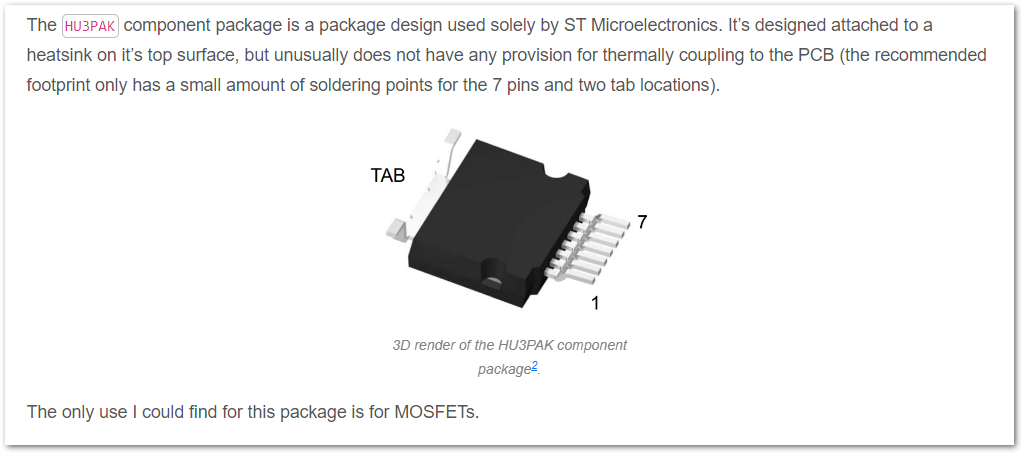 The HU3PAK component package is a package design used solely by ST Microelectronics. It’s designed attached to a
heatsink on it’s top surface, but unusually does not have any provision for thermally coupling to the PCB (the recommended
footprint only has a small amount of soldering points for the 7 pins and two tab locations).
TAB
7
1
3D render of the HU3PAK component
package2.
The only use I could find for this package is for MOSFETs.